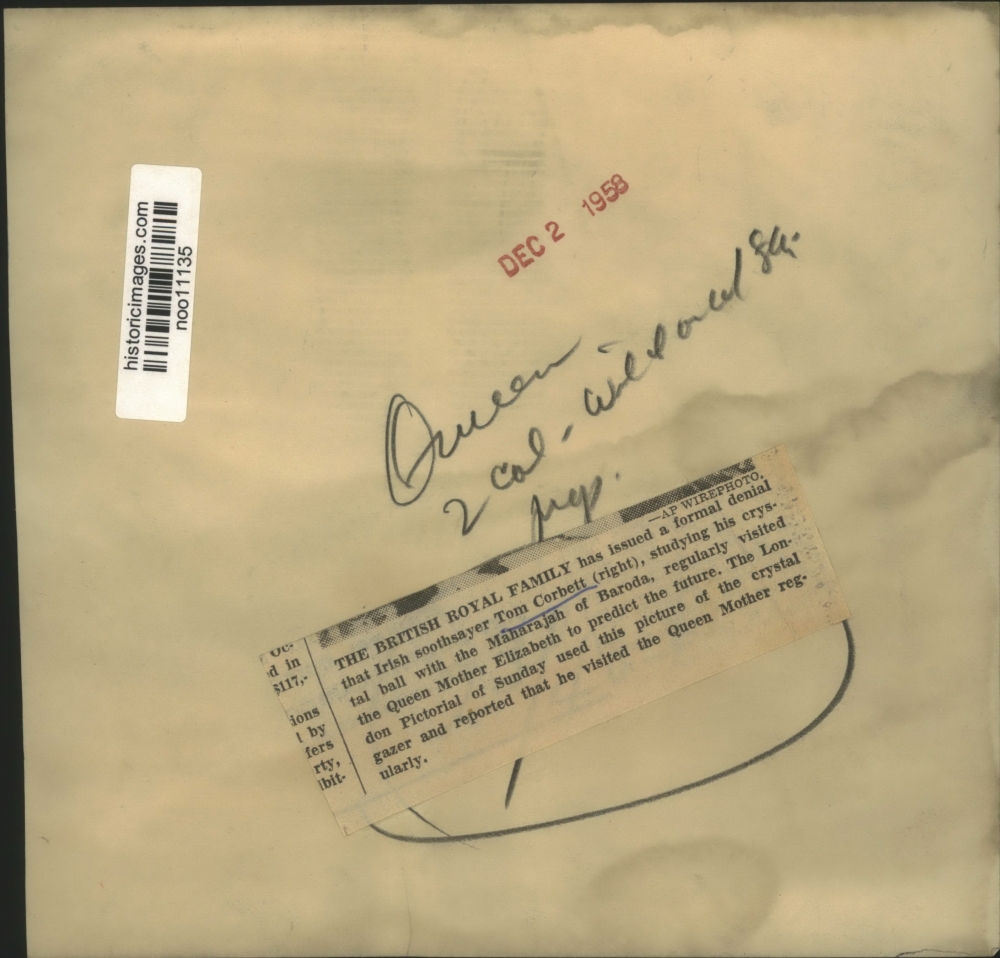 historicimages.com
noo11135
DEC 2 1958
Queen
2 col -
—AP WIREPHOTO.
THE BRITISH ROYAL FAMILY has issued a formal denial
that Irish soothsayer Tom Corbett (right), studying his crys-
tal ball with the Maharajah of Baroda, regularly visited
the Queen Mother Elizabeth to predict the future. The Lon-
don Pictorial of Sunday used this picture of the crystal
gazer and reported that he visited the Queen Mother reg-
ularly.
d in
$117,-
ions
t by
fers
rty,
bit-